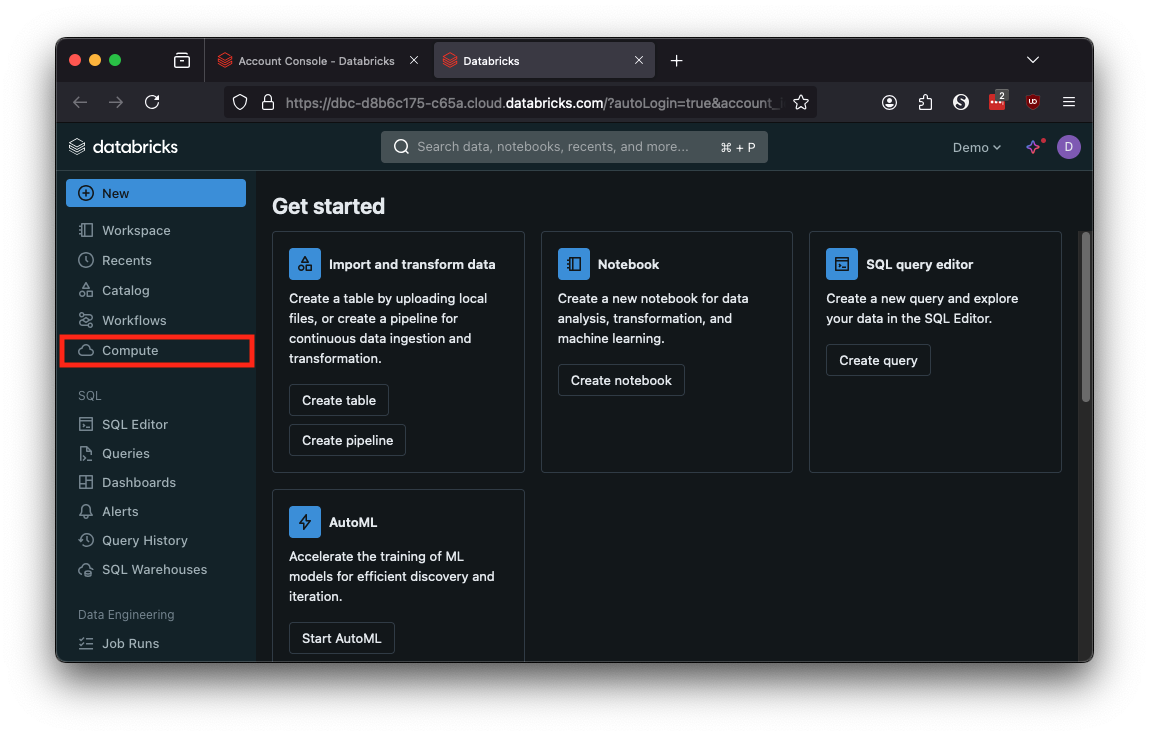 Account Console - Databricks
Databricks
https://dbc-d8b6c175-c65a.cloud.databricks.com/?autoLogin=true&account_
2
UD
databricks
Search data, notebooks, recents, and more...
⌘ + P
Demo
D
New
Workspace
Recents
Catalog
Workflows
Compute
SQL
SQL Editor
Queries
Dashboards
Alerts
Query History
SQL Warehouses
Data Engineering
Job Runs
Get started
Import and transform data
Create a table by uploading local
files, or create a pipeline for
continuous data ingestion and
transformation.
Create table
Create pipeline
Notebook
Create a new notebook for data
analysis, transformation, and
machine learning.
Create notebook
SQL query editor
Create a new query and explore
your data in the SQL Editor.
Create query
AutoML
Accelerate the training of ML
models for efficient discovery and
iteration.
Start AutoML